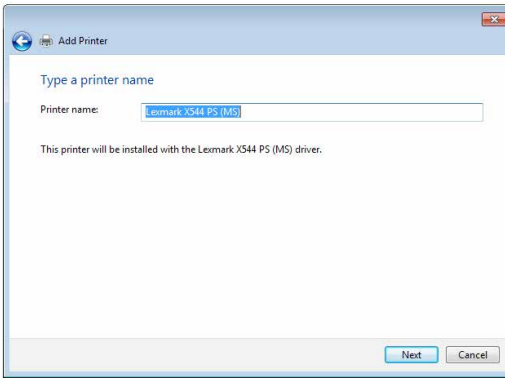 Add Printer
Type a printer name
Printer name: Lexmark X544 PS (MS)
This printer will be installed with the Lexmark X544 PS (MS) driver.
Next Cancel